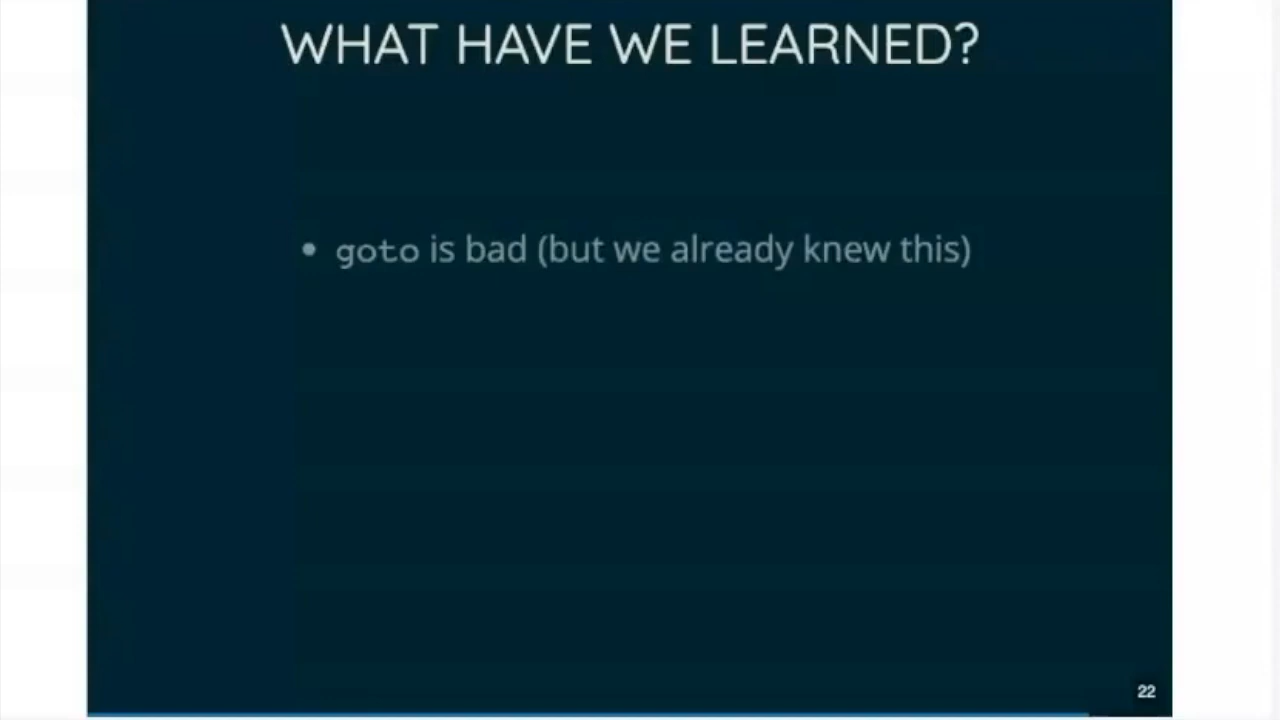 WHAT HAVE WE LEARNED?
• goto is bad (but we already knew this)
22